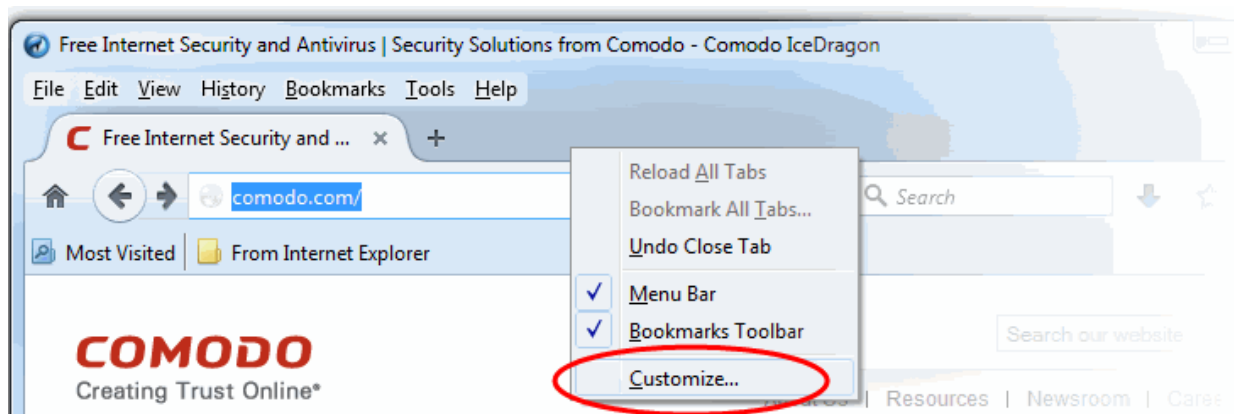 Free Internet Security and Antivirus | Security Solutions from Comodo - Comodo IceDragon
File Edit View History Bookmarks Tools Help
C Free Internet Security and ... × +
comodo.com/
Search
Most Visited From Internet Explorer
Reload All Tabs
Bookmark All Tabs...
Undo Close Tab
Menu Bar
Bookmarks Toolbar
Customize...
COMODO
Creating Trust Online®
Search our website
| Resources | Newsroom |